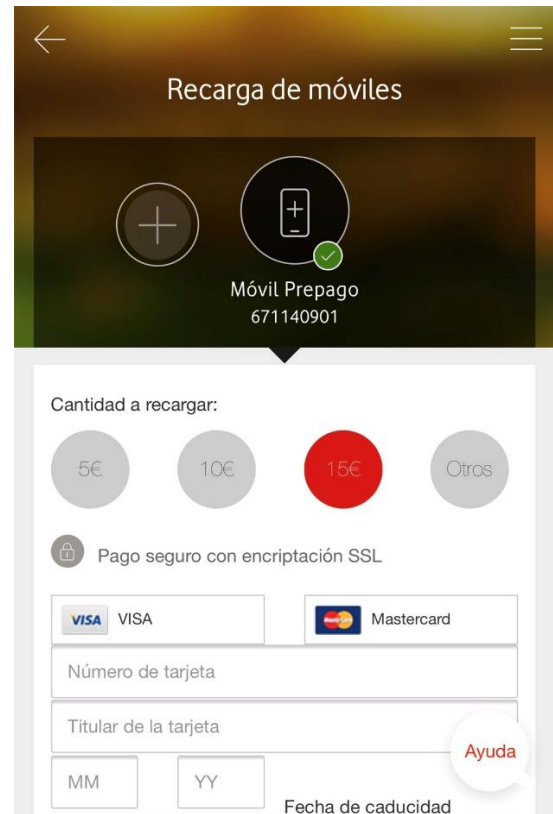 Recarga de móviles
Móvil Prepago
671140901
Cantidad a recargar:
5€ 10€ 15€ Otros
Pago seguro con encriptación SSL
VISA VISA MasterCard Mastercard
Número de tarjeta
Titular de la tarjeta
Ayuda
MM YY
Fecha de caducidad